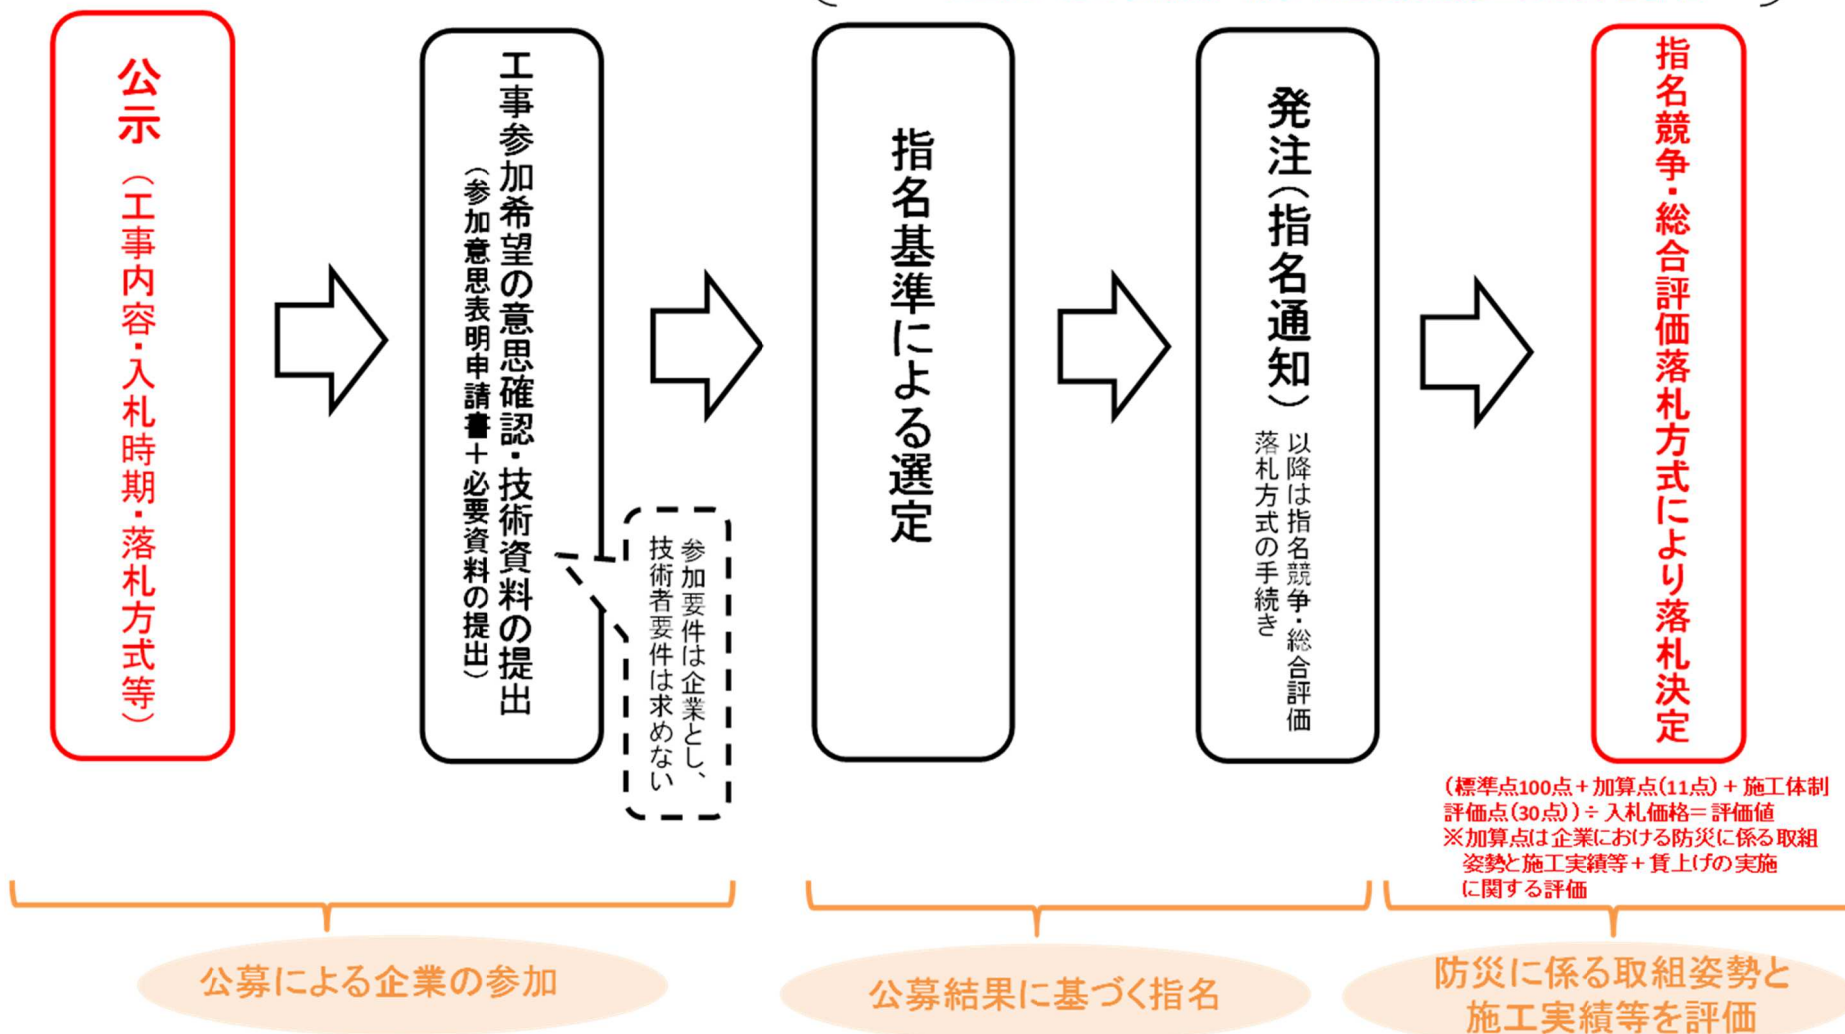 公示（工事内容・入札時期・落札方式等）
工事参加希望の意思確認・技術資料の提出
（参加意思表明申請書＋必要資料の提出）
参加要件は企業とし、
技術者要件は求めない
指名基準による選定
発注（指名通知）
以降は指名競争・総合評価
落札方式の手続き
指名競争・総合評価落札方式により落札決定
（標準点100点＋加算点(11点)＋施工体制
評価点(30点)）÷入札価格＝評価値
※加算点は企業における防災に係る取組
姿勢と施工実績等＋賃上げの実施
に関する評価
公募による企業の参加
公募結果に基づく指名
防災に係る取組姿勢と
施工実績等を評価